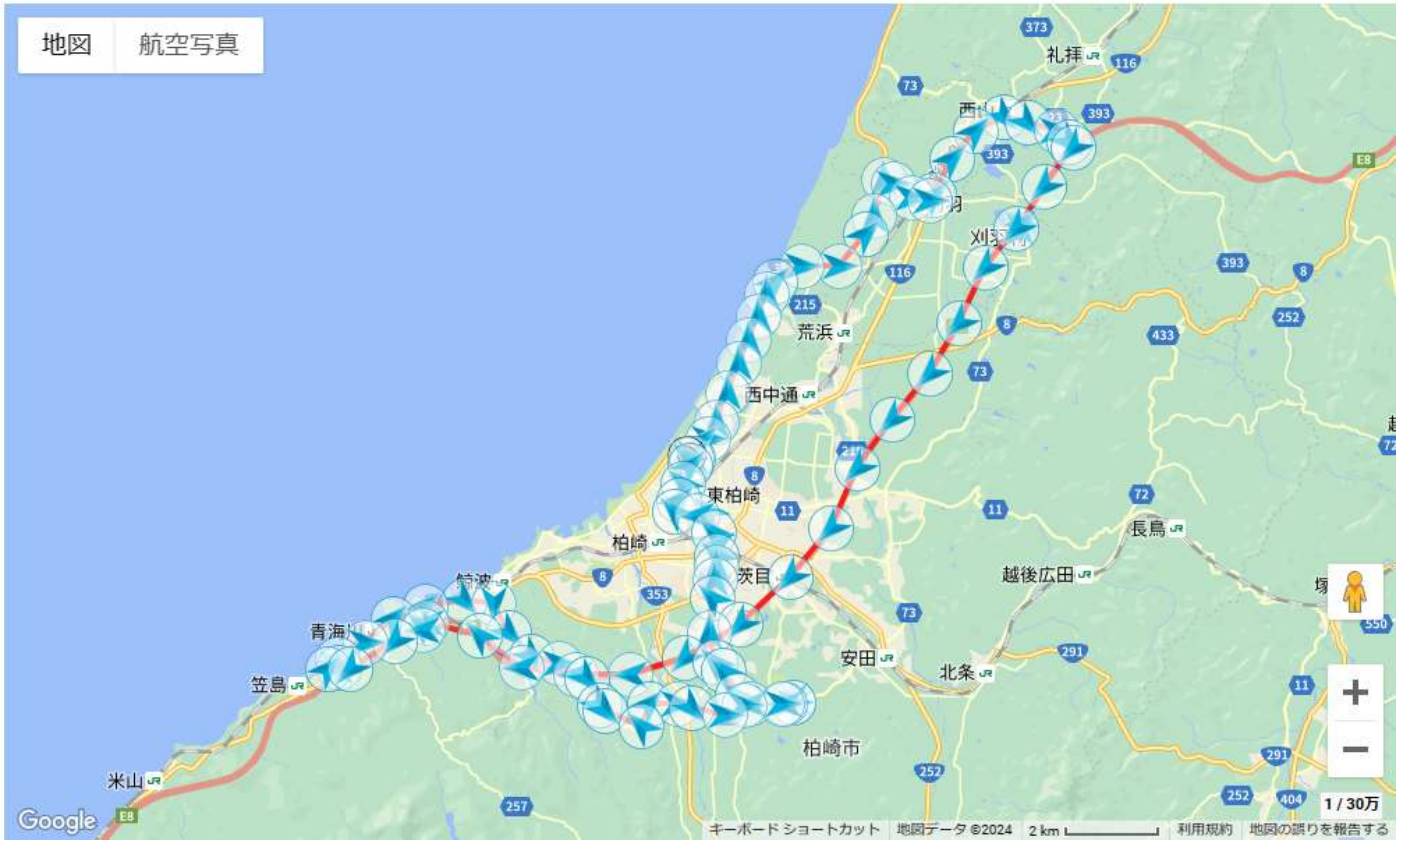 地図
航空写真
373
礼拝
116
73
393
393
E8
刈羽
393
8
116
215
252
荒浜
8
433
73
西中通
72
8
東柏崎
11
11
72
長鳥
柏崎
茨目
越後広田
8
353
鯨波
73
550
青海川
安田
291
北条
笠島
11
柏崎市
291
252
米山
252
404
257
E8
1 / 30万
Google
キーボード ショートカット
地図データ ©2024
2 km
利用規約
地図の誤りを報告する